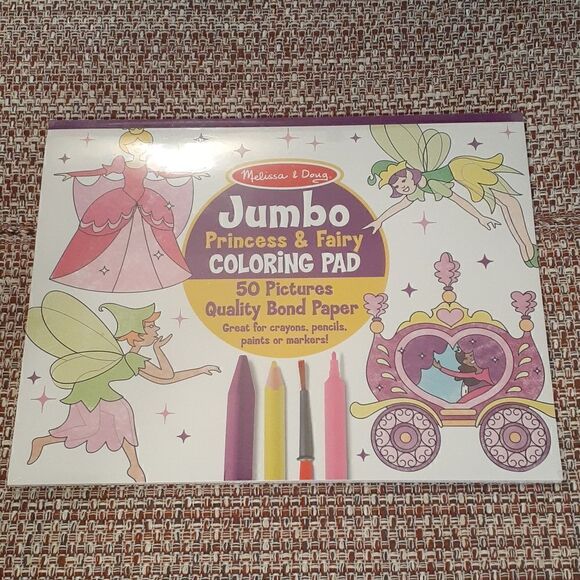 Melissa & Doug
Jumbo
Princess & Fairy
COLORING PAD
50 Pictures
Quality Bond Paper
Great for crayons, pencils,
paints or markers!